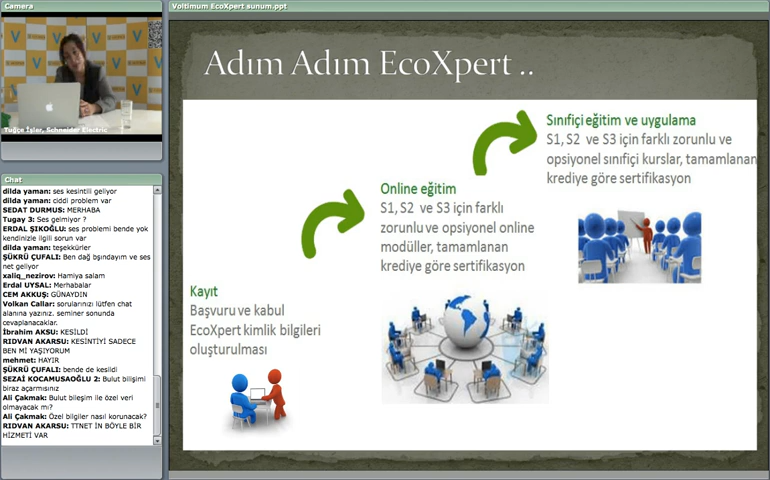 Camera
Tuğçe İşler, Schneider Electric
Chat
dilda yaman: ses kesintili geliyor
dilda yaman: ciddi problem var
SEDAT DURMUS: MERHABA
Tugay 3: Ses gelmiyor ?
ERDAL ŞIKOĞLU: ses problemi bende yok
kendinizle ilgili sorun var
dilda yaman: teşekkürler
ŞÜKRÜ ÇUFALI: Ben dağ bşındayım ve ses
net geliyor
xaliq_nezirov: Hamiya salam
Erdal UYSAL: Merhabalar
CEM AKKUŞ: GÜNAYDIN
Volkan Callar: sorularınızı lütfen chat
alanına yazınız. seminer sonunda
cevaplanacaklar.
İbrahim AKSU: KESİLDİ
RIDVAN AKARSU: KESİNTİYİ SADECE
BEN Mİ YAŞIYORUM
mehmet: HAYIR
ŞÜKRÜ ÇUFALI: bende de kesildi
SEZAİ KOCAMUSAOĞLU 2: Bulut bilişimi
biraz açarmısınız
Ali Çakmak: Bulut bileşim ile özel veri
olmayacak mı?
Ali Çakmak: Özel bilgiler nasıl korunacak?
RIDVAN AKARSU: TTNET İN BÖYLE BİR
HİZMETİ VAR
Voltimum EcoXpert sunum.ppt
Adım Adım EcoXpert ..
Sınıfiçi eğitim ve uygulama
S1, S2 ve S3 için farklı zorunlu ve
opsiyonel sınıfiçi kurslar, tamamlanan
krediye göre sertifikasyon
Online eğitim
S1, S2 ve S3 için farklı
zorunlu ve opsiyonel online
modüller, tamamlanan
krediye göre sertifikasyon
Kayıt
Başvuru ve kabul
EcoXpert kimlik bilgileri
oluşturulması